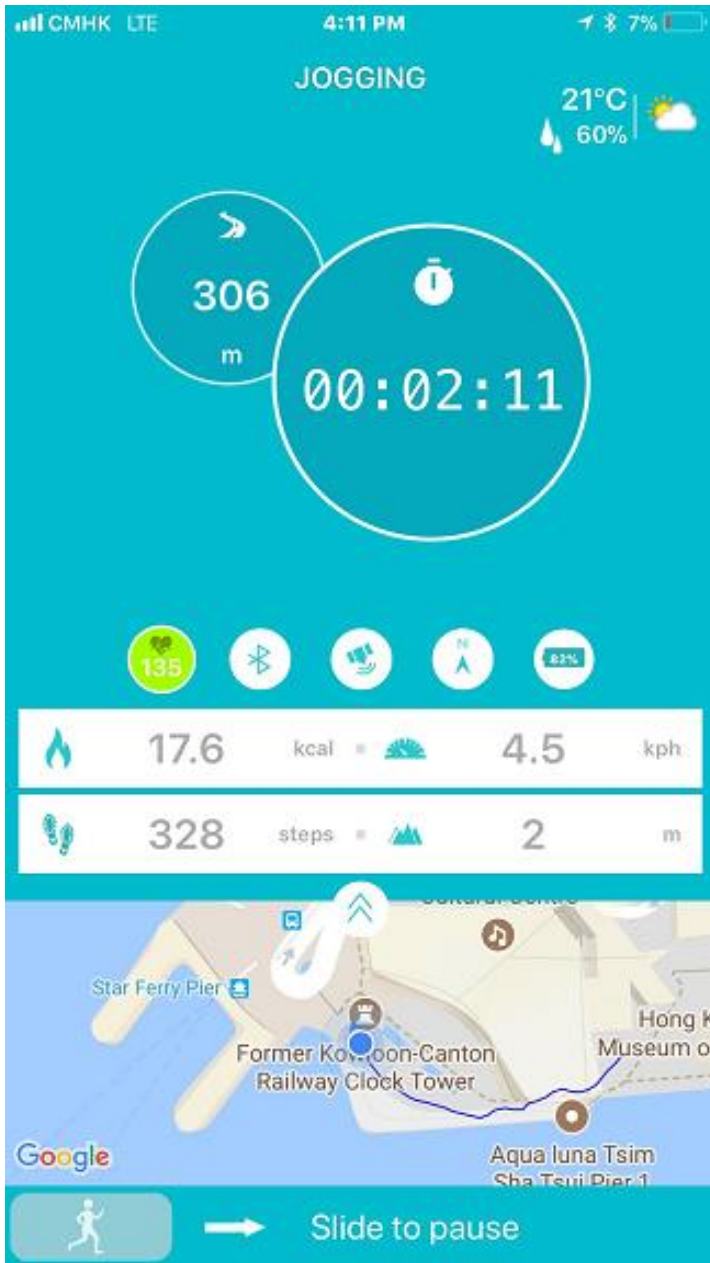 CMHK LTE 4:11 PM 7%
JOGGING
21°C
60%
306
m
00:02:11
135
N
83%
17.6 kcal 4.5 kph
328 steps 2 m
Star Ferry Pier
Former Kowloon-Canton
Railway Clock Tower
Hong K
Museum o
Aqua luna Tsim
Sha Tsui Pier 1
Google
Slide to pause